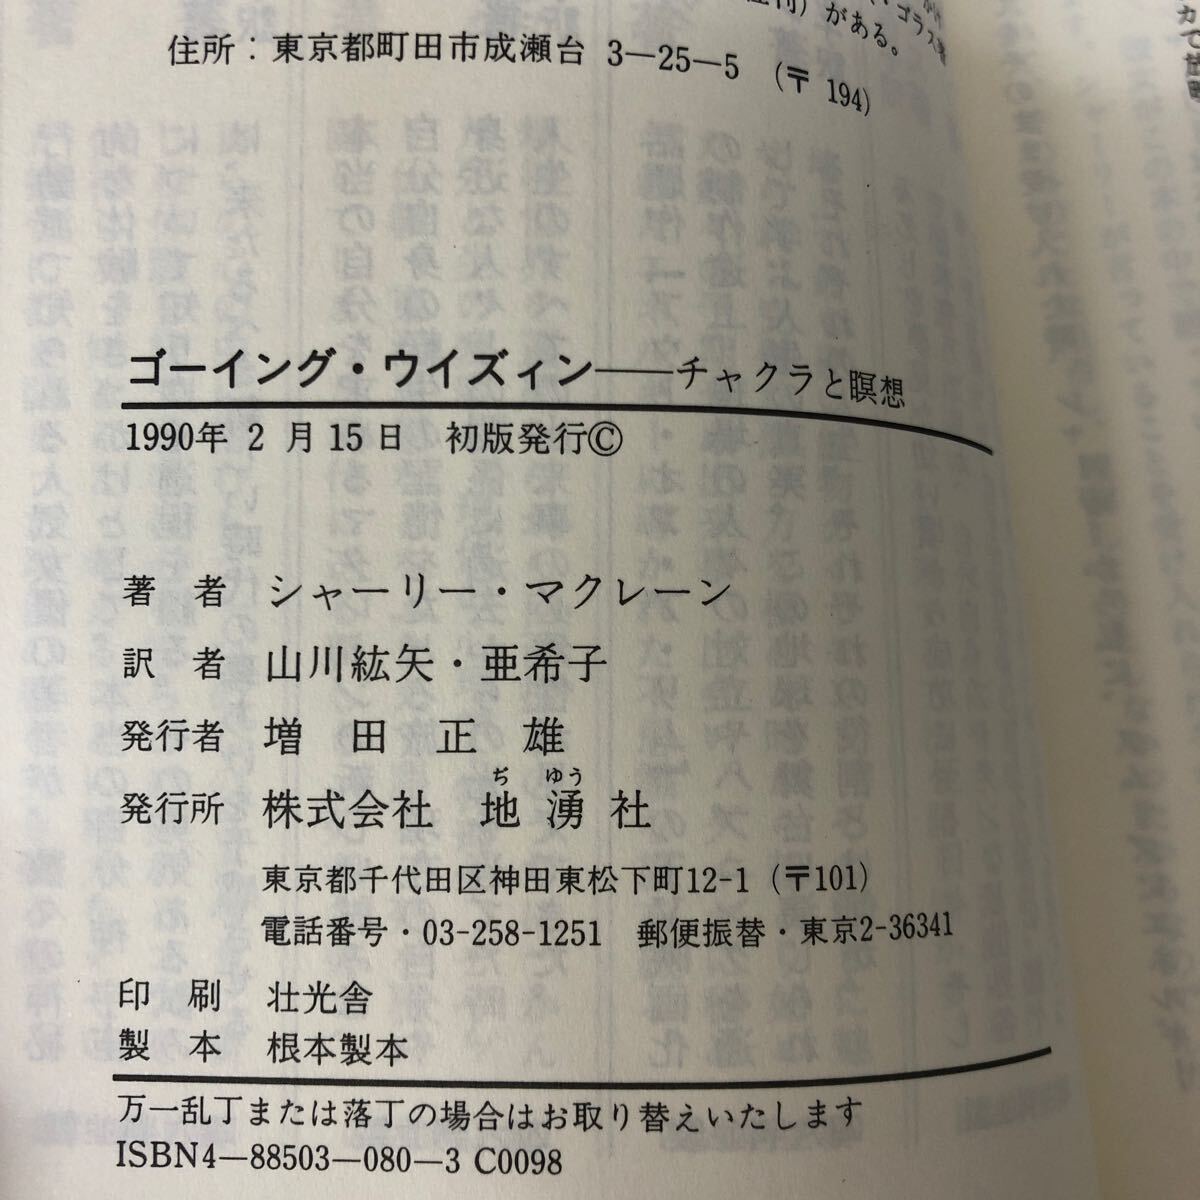 刊）がある。
住所：東京都町田市成瀬台 3―25―5 （〒 194）
ゴーイング・ウイズィン――チャクラと瞑想
1990年 2 月 15 日　初版発行©
著　者　シャーリー・マクレーン
訳　者　山川紘矢・亜希子
発行者　増　田　正　雄
ぢ　ゆう
発行所　株式会社　地　湧　社
東京都千代田区神田東松下町12-1（〒101）
電話番号・03-258-1251　郵便振替・東京2-36341
印　刷　壮光舎
製　本　根本製本
万一乱丁または落丁の場合はお取り替えいたします
ISBN4―88503―080―3 C0098